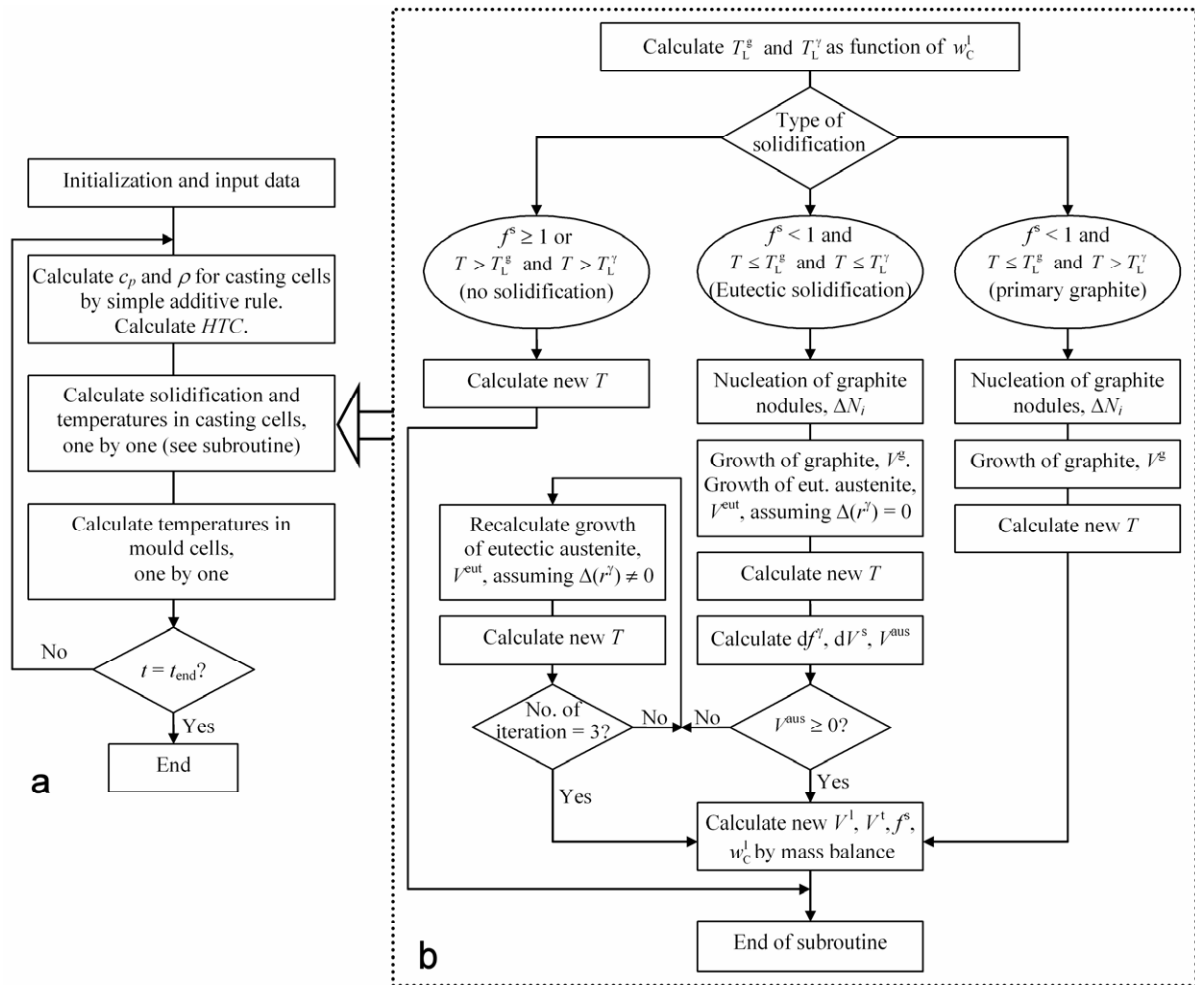 Initialization and input data
Calculate c_p and ρ for casting cells
by simple additive rule.
Calculate HTC.
Calculate solidification and
temperatures in casting cells,
one by one (see subroutine)
Calculate temperatures in
mould cells,
one by one
No
t = t_end?
Yes
End
a
Calculate T_L^g and T_L^γ as function of w_C^l
Type of
solidification
f^s ≥ 1 or
T > T_L^g and T > T_L^γ
(no solidification)
Calculate new T
f^s < 1 and
T ≤ T_L^g and T ≤ T_L^γ
(Eutectic solidification)
Nucleation of graphite
nodules, ΔN_i
Growth of graphite, V^g.
Growth of eut. austenite,
V^eut, assuming Δ(r^γ) = 0
Calculate new T
Calculate df^γ, dV^s, V^aus
V^aus ≥ 0?
No
Yes
Recalculate growth
of eutectic austenite,
V^eut, assuming Δ(r^γ) ≠ 0
Calculate new T
No. of
iteration = 3?
No
Yes
f^s < 1 and
T ≤ T_L^g and T > T_L^γ
(primary graphite)
Nucleation of graphite
nodules, ΔN_i
Growth of graphite, V^g
Calculate new T
Calculate new V^l, V^t, f^s,
w_C^l by mass balance
End of subroutine
b